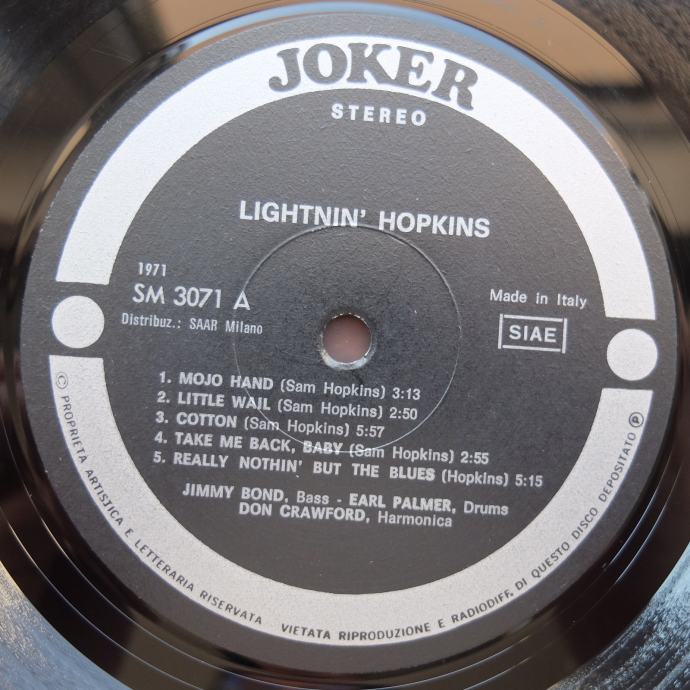 JOKER
STEREO
LIGHTNIN' HOPKINS
1971
SM 3071 A
Distribuz.: SAAR Milano
Made in Italy
SIAE
1. MOJO HAND (Sam Hopkins) 3:13
2. LITTLE WAIL (Sam Hopkins) 2:50
3. COTTON (Sam Hopkins) 5:57
4. TAKE ME BACK, BABY (Sam Hopkins) 2:55
5. REALLY NOTHIN' BUT THE BLUES (Hopkins) 5:15
JIMMY BOND, Bass - EARL PALMER, Drums
DON CRAWFORD, Harmonica
© PROPRIETA ARTISTICA E LETTERARIA RISERVATA VIETATA RIPRODUZIONE E RADIODIFF. DI QUESTO DISCO DEPOSITATO ℗